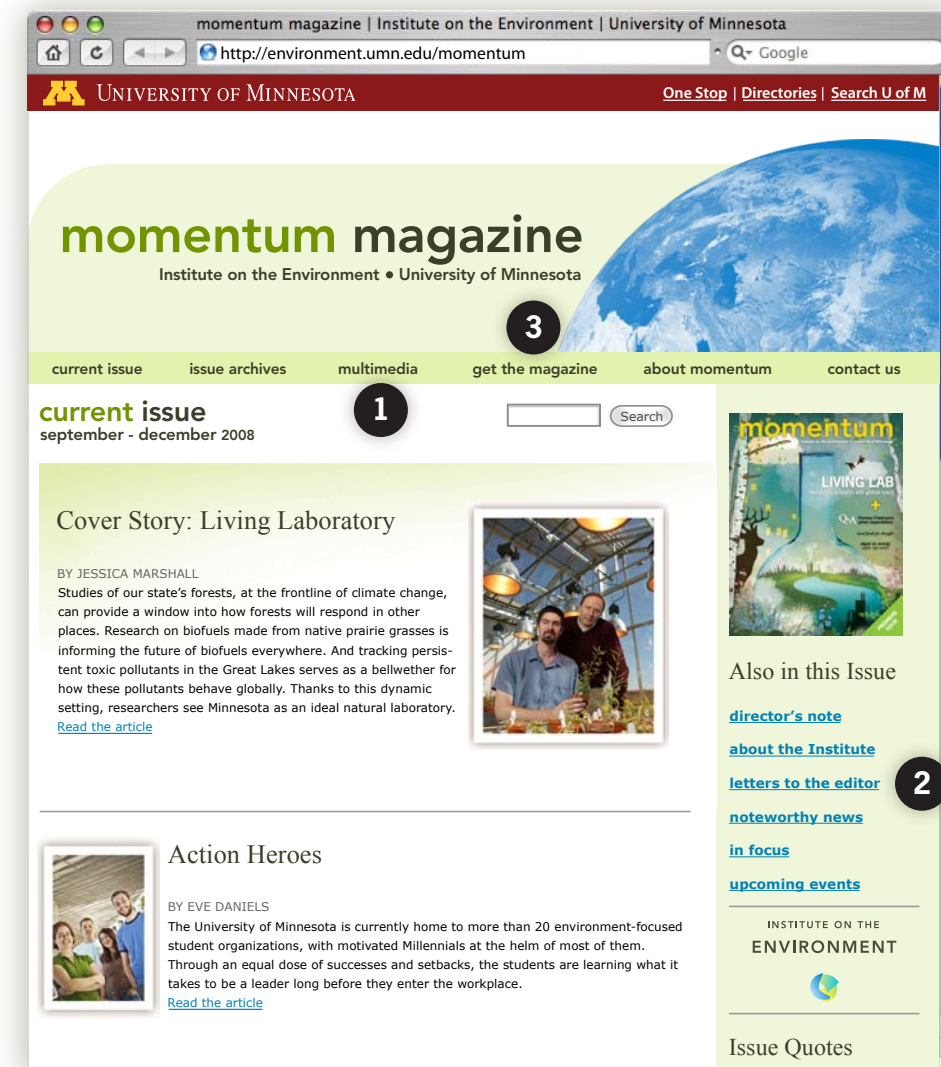 momentum magazine | Institute on the Environment | University of Minnesota
http://environment.umn.edu/momentum
Google
M UNIVERSITY OF MINNESOTA
One Stop | Directories | Search U of M
momentum magazine
Institute on the Environment • University of Minnesota
3
current issue issue archives multimedia get the magazine about momentum contact us
1
current issue
september - december 2008
Search
Cover Story: Living Laboratory
BY JESSICA MARSHALL
Studies of our state's forests, at the frontline of climate change,
can provide a window into how forests will respond in other
places. Research on biofuels made from native prairie grasses is
informing the future of biofuels everywhere. And tracking persis-
tent toxic pollutants in the Great Lakes serves as a bellwether for
how these pollutants behave globally. Thanks to this dynamic
setting, researchers see Minnesota as an ideal natural laboratory.
Read the article
Action Heroes
BY EVE DANIELS
The University of Minnesota is currently home to more than 20 environment-focused
student organizations, with motivated Millennials at the helm of most of them.
Through an equal dose of successes and setbacks, the students are learning what it
takes to be a leader long before they enter the workplace.
Read the article
momentum
LIVING LAB
Q&A
Also in this Issue
director's note
about the Institute
letters to the editor
2
noteworthy news
in focus
upcoming events
INSTITUTE ON THE
ENVIRONMENT
Issue Quotes